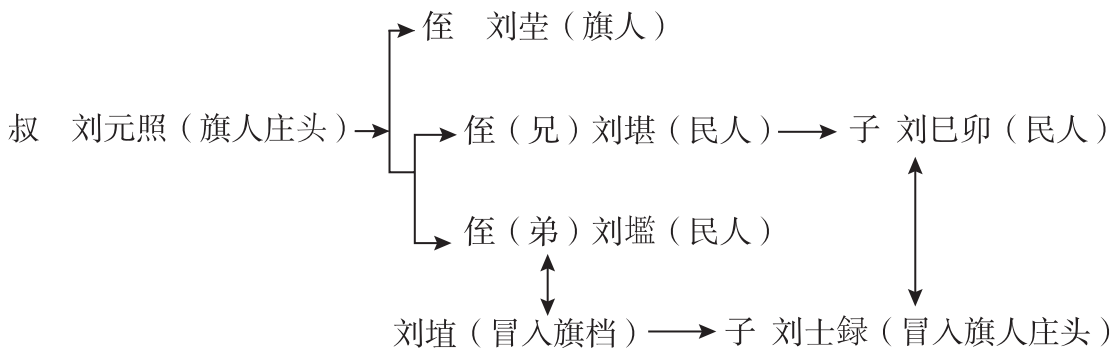 侄 刘茔（旗人）
叔 刘元照（旗人庄头）
侄（兄）刘堪（民人）
子 刘巳卯（民人）
侄（弟）刘壏（民人）
刘埴（冒入旗档）
子 刘士録（冒入旗人庄头）